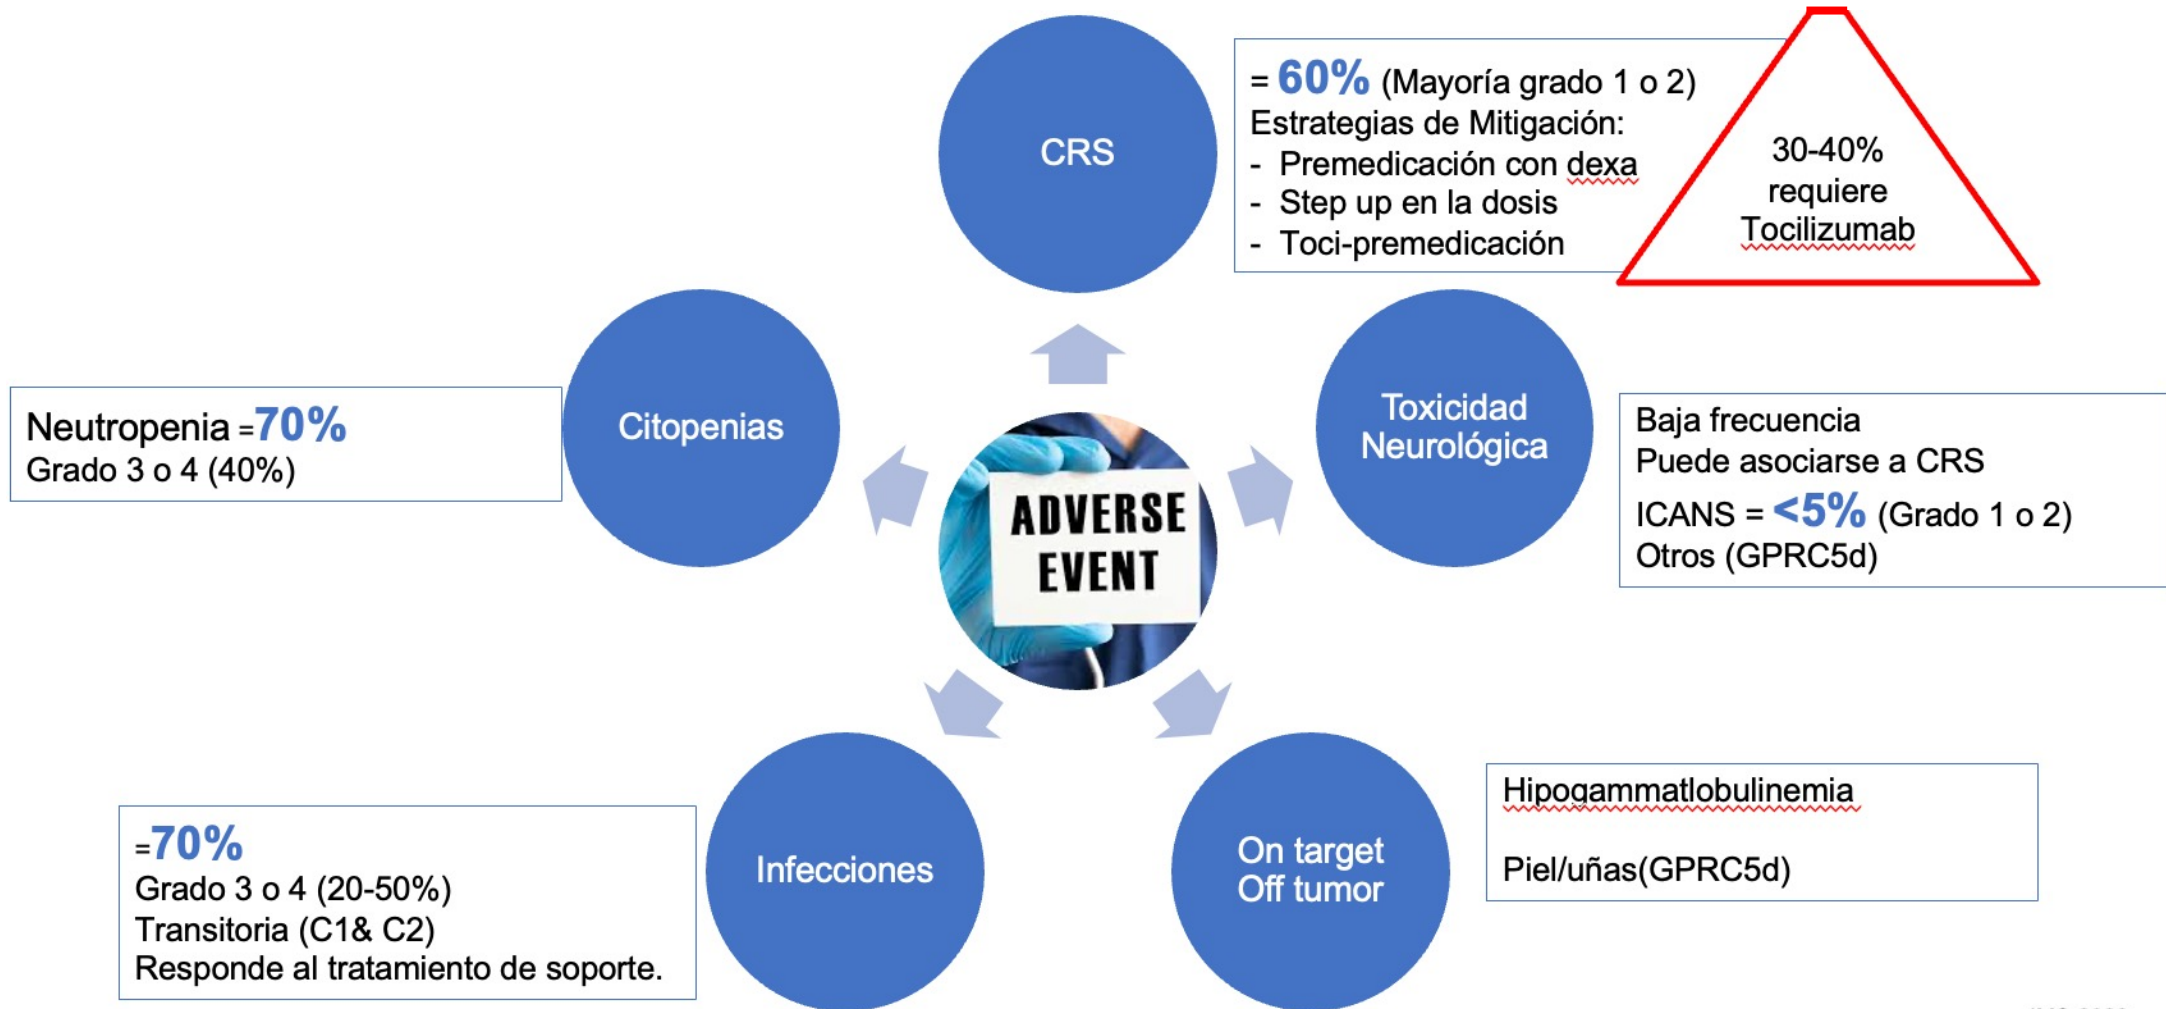 CRS
= 60% (Mayoría grado 1 o 2)
Estrategias de Mitigación:
- Premedicación con dexa
- Step up en la dosis
- Toci-premedicación
30-40%
requiere
Tocilizumab
Neutropenia =70%
Grado 3 o 4 (40%)
Citopenias
Toxicidad
Neurológica
Baja frecuencia
Puede asociarse a CRS
ICANS = <5% (Grado 1 o 2)
Otros (GPRC5d)
ADVERSE
EVENT
=70%
Grado 3 o 4 (20-50%)
Transitoria (C1& C2)
Responde al tratamiento de soporte.
Infecciones
On target
Off tumor
Hipogammatlobulinemia
Piel/uñas(GPRC5d)